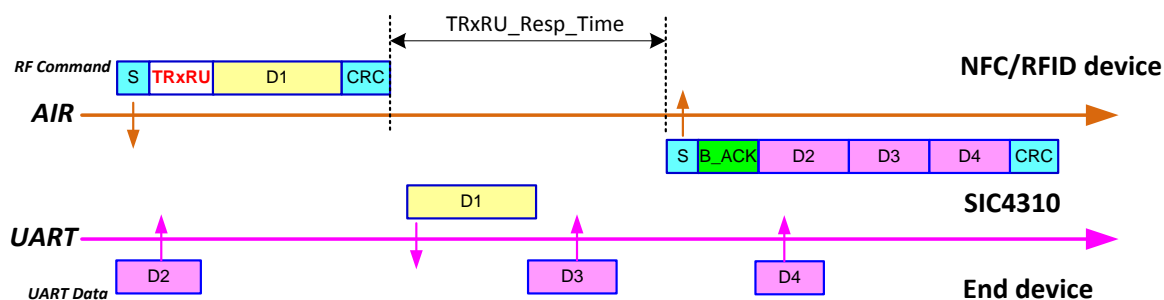 TRxRU_Resp_Time
RF Command
S TRxRU D1 CRC
NFC/RFID device
AIR
S B_ACK D2 D3 D4 CRC
D1
SIC4310
UART
D2 D3 D4
UART Data
End device